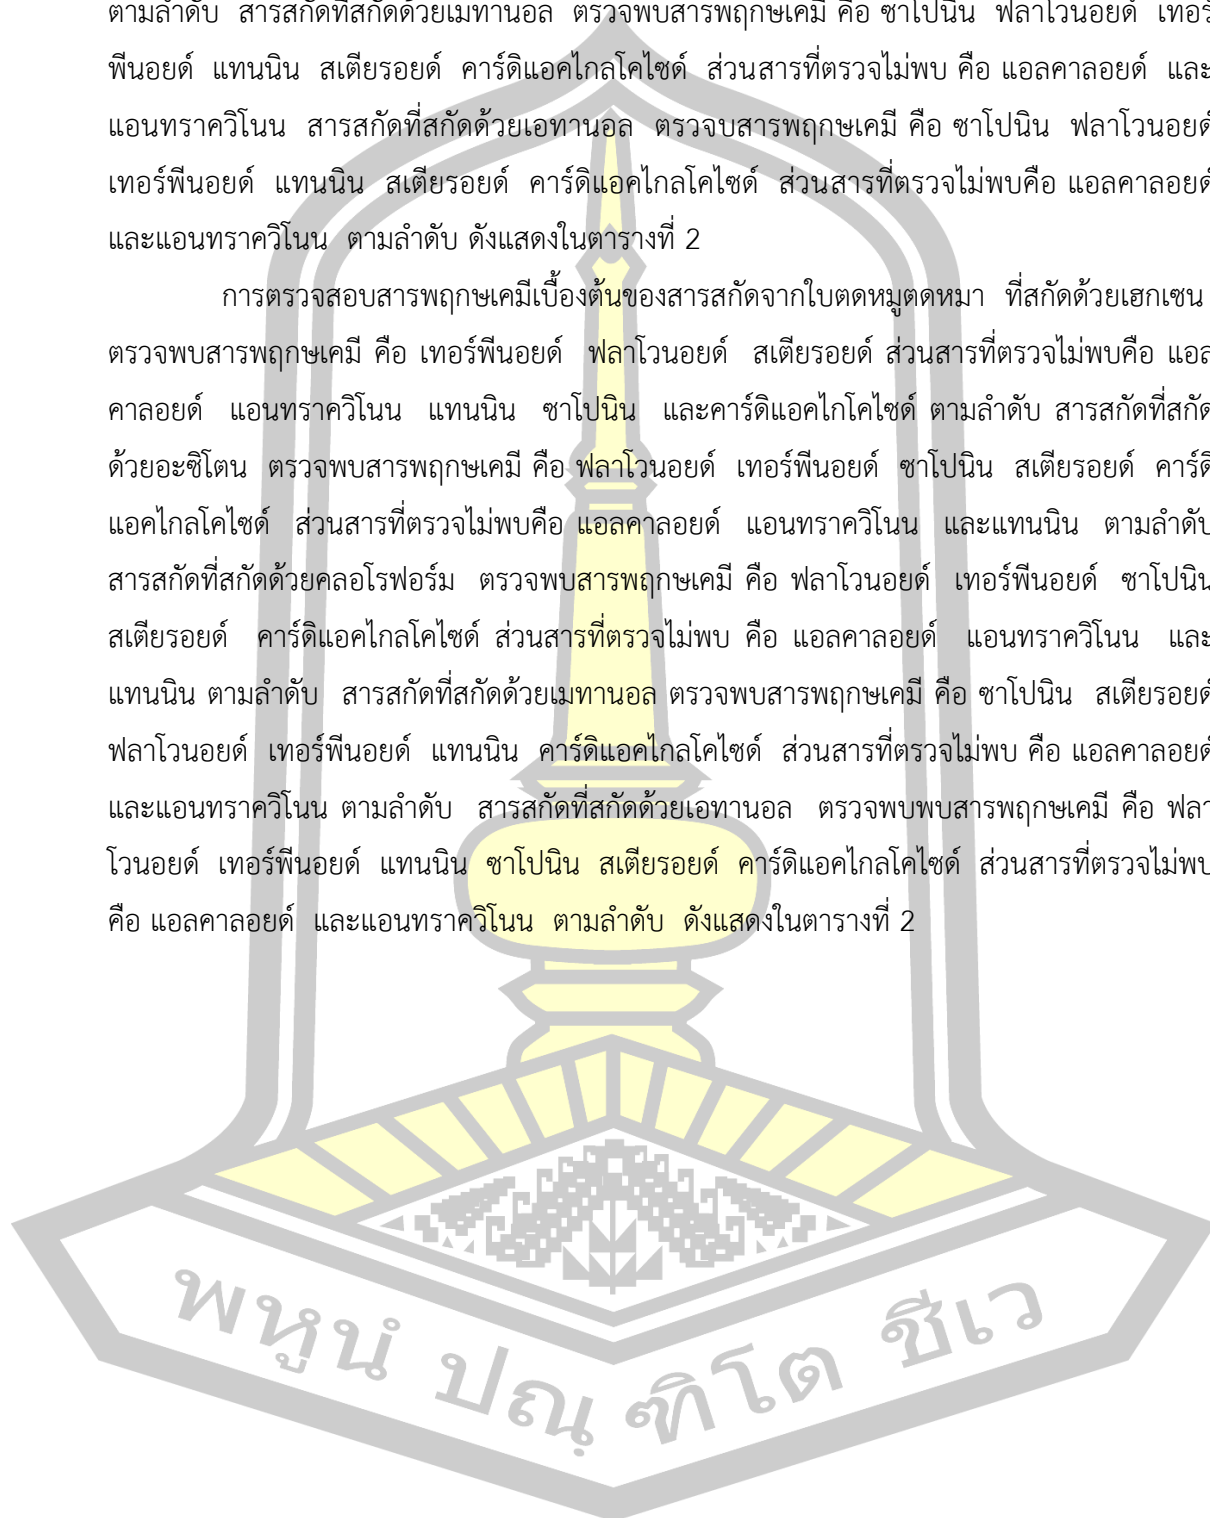 ตามลำดับ สารสกัดที่สกัดด้วยเมทานอล ตรวจพบสารพฤกษเคมี คือ ซาโปนิน ฟลาโวนอยด์ เทอร์
พีนอยด์ แทนนิน สเตียรอยด์ คาร์ดิแอคไกลโคไซด์ ส่วนสารที่ตรวจไม่พบ คือ แอลคาลอยด์ และ
แอนทราควิโนน สารสกัดที่สกัดด้วยเอทานอล ตรวจบสารพฤกษเคมี คือ ซาโปนิน ฟลาโวนอยด์
เทอร์พีนอยด์ แทนนิน สเตียรอยด์ คาร์ดิแอคไกลโคไซด์ ส่วนสารที่ตรวจไม่พบคือ แอลคาลอยด์
และแอนทราควิโนน ตามลำดับ ดังแสดงในตารางที่ 2
การตรวจสอบสารพฤกษเคมีเบื้องต้นของสารสกัดจากใบตดหมูตดหมา ที่สกัดด้วยเฮกเซน
ตรวจพบสารพฤกษเคมี คือ เทอร์พีนอยด์ ฟลาโวนอยด์ สเตียรอยด์ ส่วนสารที่ตรวจไม่พบคือ แอล
คาลอยด์ แอนทราควิโนน แทนนิน ซาโปนิน และคาร์ดิแอคไกโคไซด์ ตามลำดับ สารสกัดที่สกัด
ด้วยอะซิโตน ตรวจพบสารพฤกษเคมี คือ ฟลาโวนอยด์ เทอร์พีนอยด์ ซาโปนิน สเตียรอยด์ คาร์ดิ
แอคไกลโคไซด์ ส่วนสารที่ตรวจไม่พบคือ แอลคาลอยด์ แอนทราควิโนน และแทนนิน ตามลำดับ
สารสกัดที่สกัดด้วยคลอโรฟอร์ม ตรวจพบสารพฤกษเคมี คือ ฟลาโวนอยด์ เทอร์พีนอยด์ ซาโปนิน
สเตียรอยด์ คาร์ดิแอคไกลโคไซด์ ส่วนสารที่ตรวจไม่พบ คือ แอลคาลอยด์ แอนทราควิโนน และ
แทนนิน ตามลำดับ สารสกัดที่สกัดด้วยเมทานอล ตรวจพบสารพฤกษเคมี คือ ซาโปนิน สเตียรอยด์
ฟลาโวนอยด์ เทอร์พีนอยด์ แทนนิน คาร์ดิแอคไกลโคไซด์ ส่วนสารที่ตรวจไม่พบ คือ แอลคาลอยด์
และแอนทราควิโนน ตามลำดับ สารสกัดที่สกัดด้วยเอทานอล ตรวจพบพบสารพฤกษเคมี คือ ฟลา
โวนอยด์ เทอร์พีนอยด์ แทนนิน ซาโปนิน สเตียรอยด์ คาร์ดิแอคไกลโคไซด์ ส่วนสารที่ตรวจไม่พบ
คือ แอลคาลอยด์ และแอนทราควิโนน ตามลำดับ ดังแสดงในตารางที่ 2
พหูนํ ปณฺฑิโต ชีเว